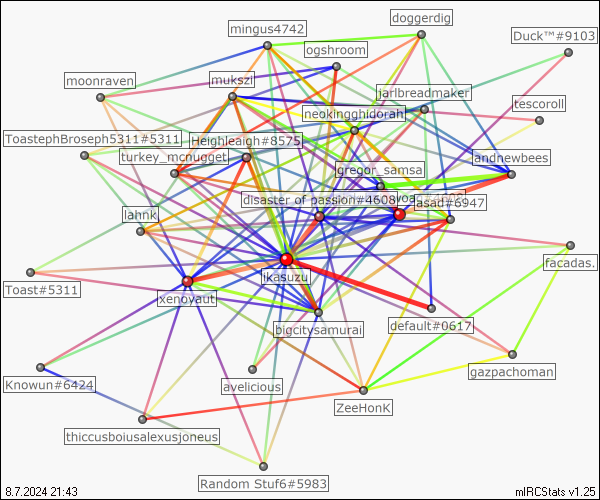 doggerdig
mingus4742
Duck™#9103
ogshroom
moonraven
mukszi
jarlbreadmaker
tescoroll
neokingghidorah
ToastephBroseph5311#5311
Heighleaigh#8575
turkey_mcnugget
andnewbees
gregor_samsa
disaster of passion#4608
asad#6947
lahnk
facadas.
ikasuzu
Toast#5311
xenoyaut
bigcitysamurai
default#0617
gazpachoman
avelicious
Knowun#6424
ZeeHonK
thiccusboiusalexusjoneus
Random Stuf6#5983
8.7.2024 21:43
mIRCStats v1.25